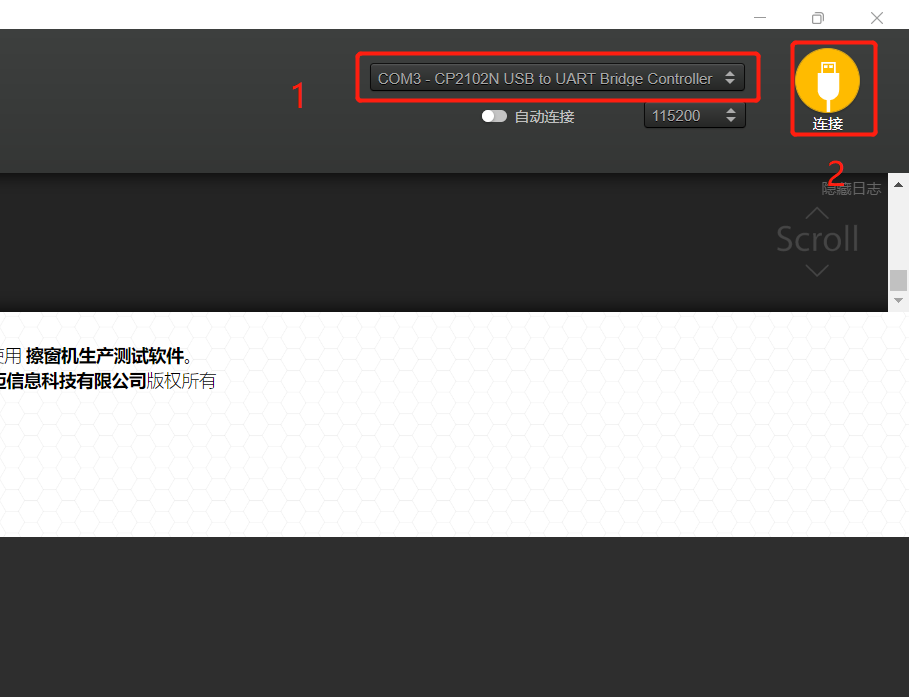 COM3 - CP2102N USB to UART Bridge Controller
1
自动连接
115200
连接
2
隐藏日志
Scroll
使用 擦窗机生产测试软件。
信息科技有限公司版权所有